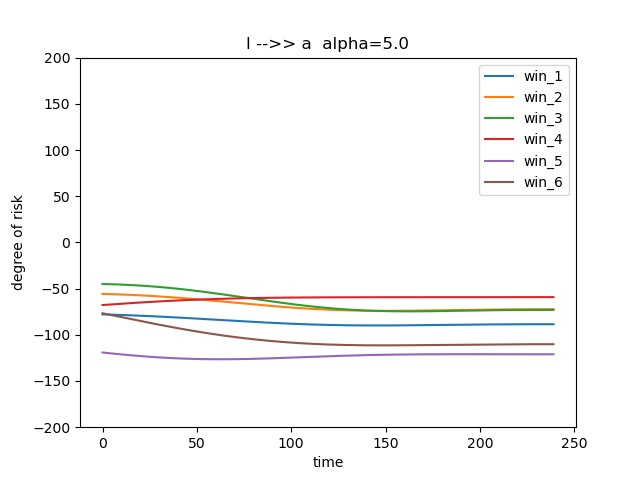 l -->> a  alpha=5.0
200
150
100
50
0
−50
−100
−150
−200
degree of risk
win_1
win_2
win_3
win_4
win_5
win_6
0
50
100
150
200
250
time